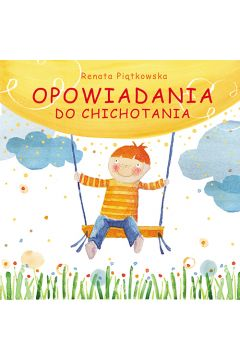 Renata Piątkowska
OPOWIADANIA
DO CHICHOTANIA